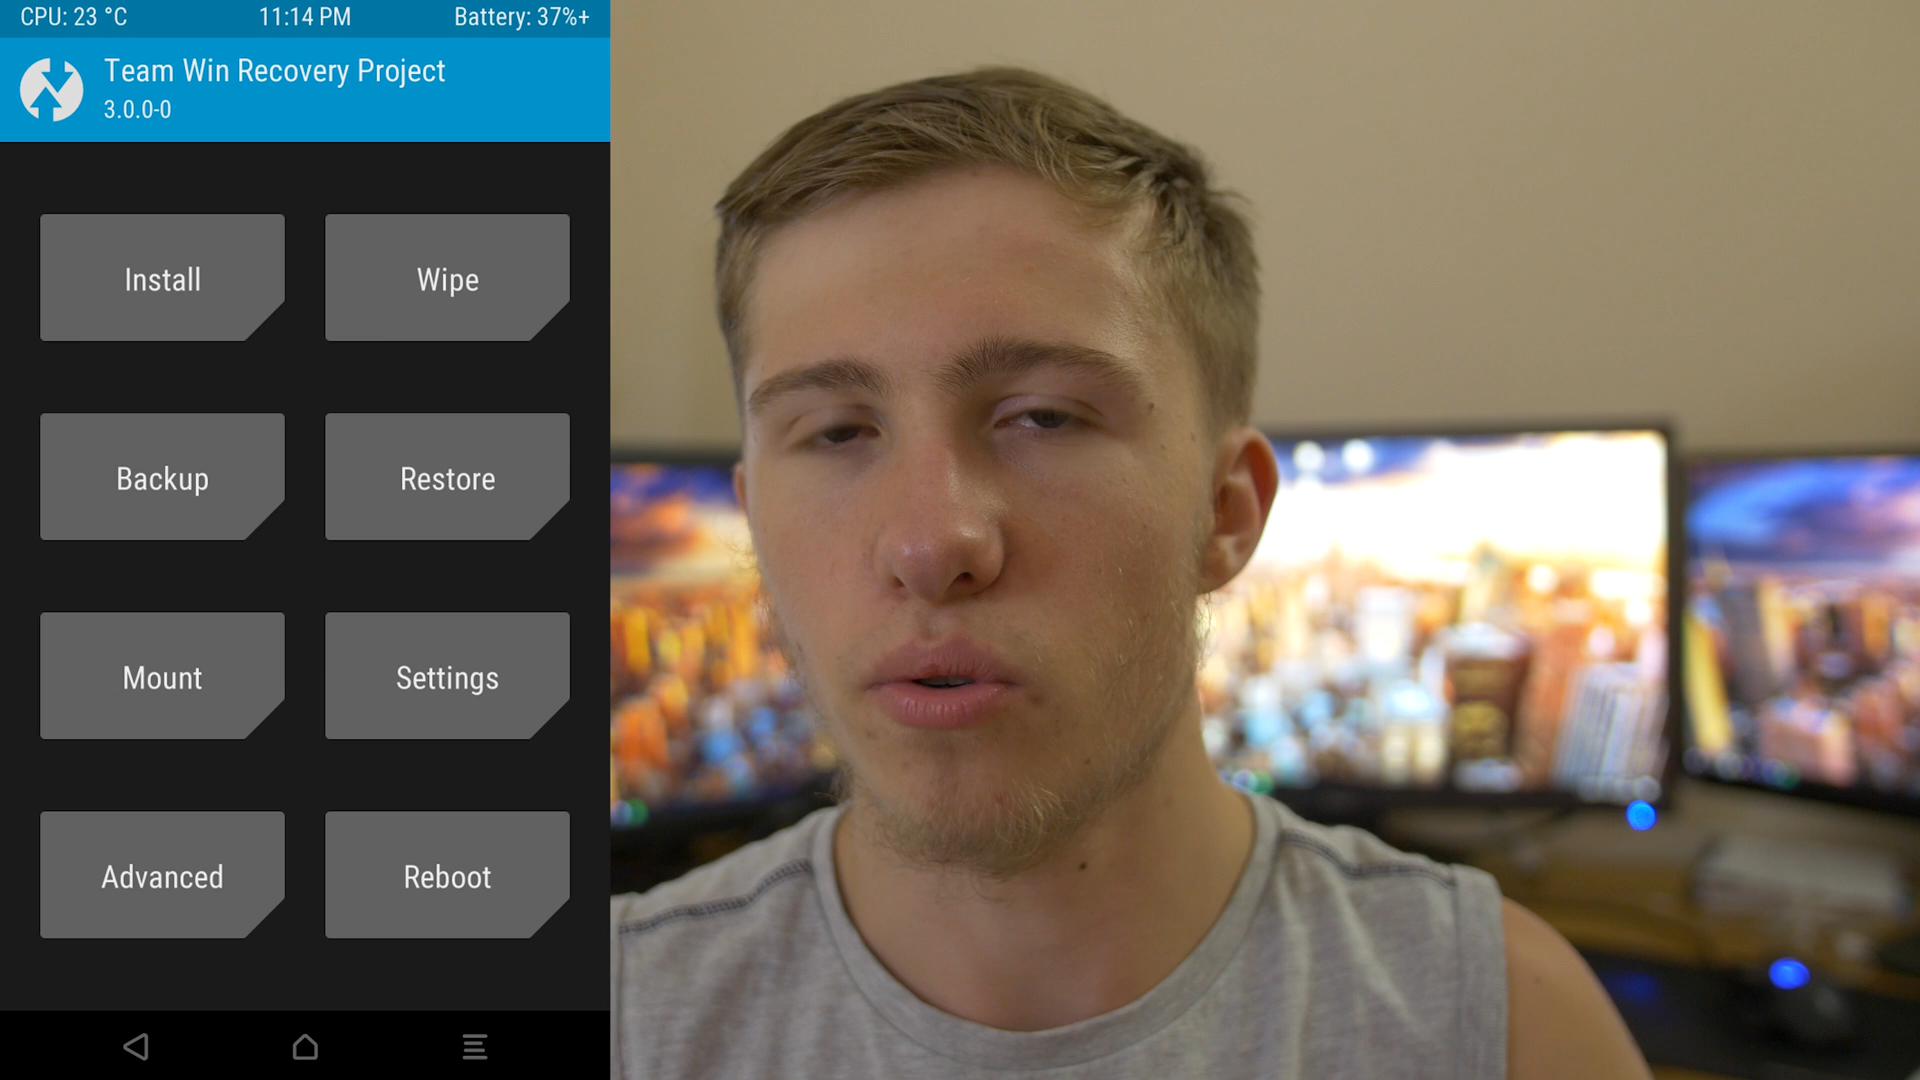 CPU: 23 °C 11:14 PM Battery: 37%+
Team Win Recovery Project
3.0.0-0
Install Wipe
Backup Restore
Mount Settings
Advanced Reboot